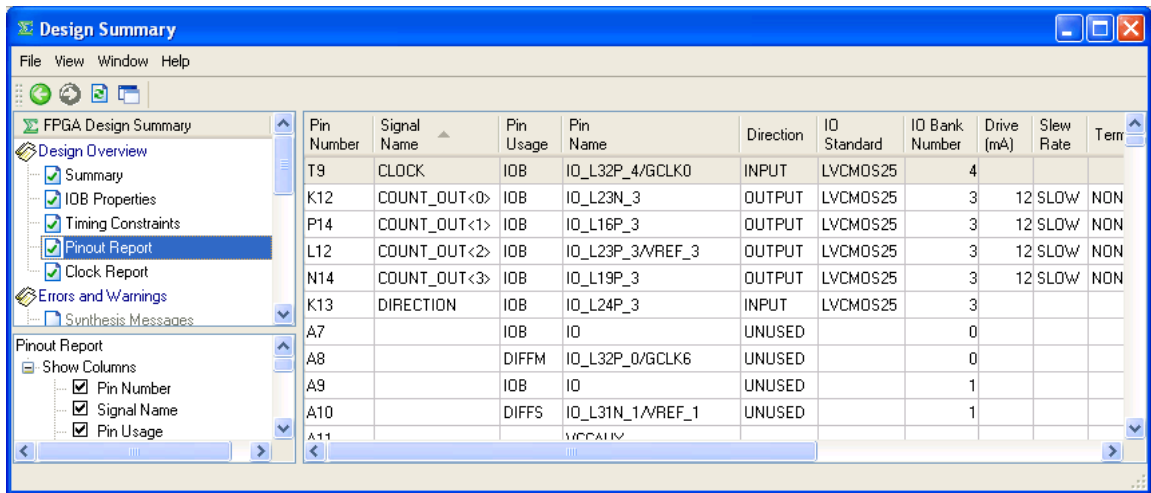 Design Summary
File View Window Help
FPGA Design Summary
Design Overview
Summary
IOB Properties
Timing Constraints
Pinout Report
Clock Report
Errors and Warnings
Synthesis Messages
Pinout Report
Show Columns
Pin Number
Signal Name
Pin Usage
Pin Number Signal Name Pin Usage Pin Name Direction IO Standard IO Bank Number Drive (mA) Slew Rate Term
T9 CLOCK IOB IO_L32P_4/GCLK0 INPUT LVCMOS25 4
K12 COUNT_OUT<0> IOB IO_L23N_3 OUTPUT LVCMOS25 3 12 SLOW NON
P14 COUNT_OUT<1> IOB IO_L16P_3 OUTPUT LVCMOS25 3 12 SLOW NON
L12 COUNT_OUT<2> IOB IO_L23P_3/VREF_3 OUTPUT LVCMOS25 3 12 SLOW NON
N14 COUNT_OUT<3> IOB IO_L19P_3 OUTPUT LVCMOS25 3 12 SLOW NON
K13 DIRECTION IOB IO_L24P_3 INPUT LVCMOS25 3
A7 IOB IO UNUSED 0
A8 DIFFM IO_L32P_0/GCLK6 UNUSED 0
A9 IOB IO UNUSED 1
A10 DIFFS IO_L31N_1/VREF_1 UNUSED 1
A11 VCCAUX